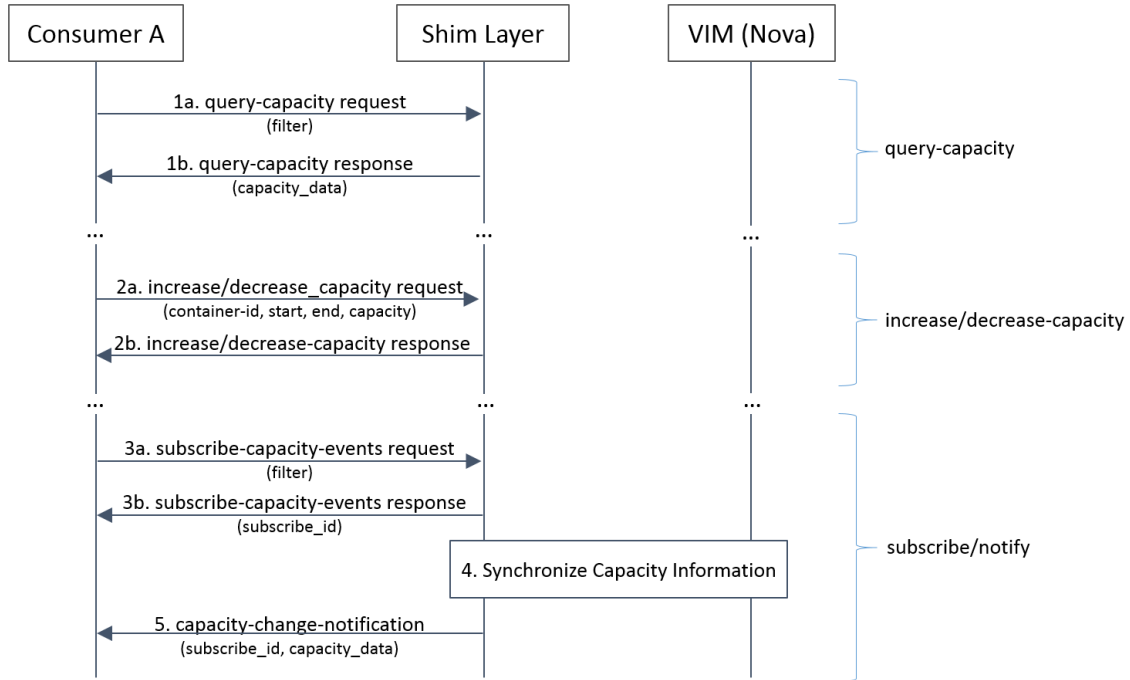 Consumer A
Shim Layer
VIM (Nova)
1a. query-capacity request
(filter)
1b. query-capacity response
(capacity_data)
query-capacity
...
...
...
2a. increase/decrease_capacity request
(container-id, start, end, capacity)
2b. increase/decrease-capacity response
increase/decrease-capacity
...
...
...
3a. subscribe-capacity-events request
(filter)
3b. subscribe-capacity-events response
(subscribe_id)
4. Synchronize Capacity Information
subscribe/notify
5. capacity-change-notification
(subscribe_id, capacity_data)